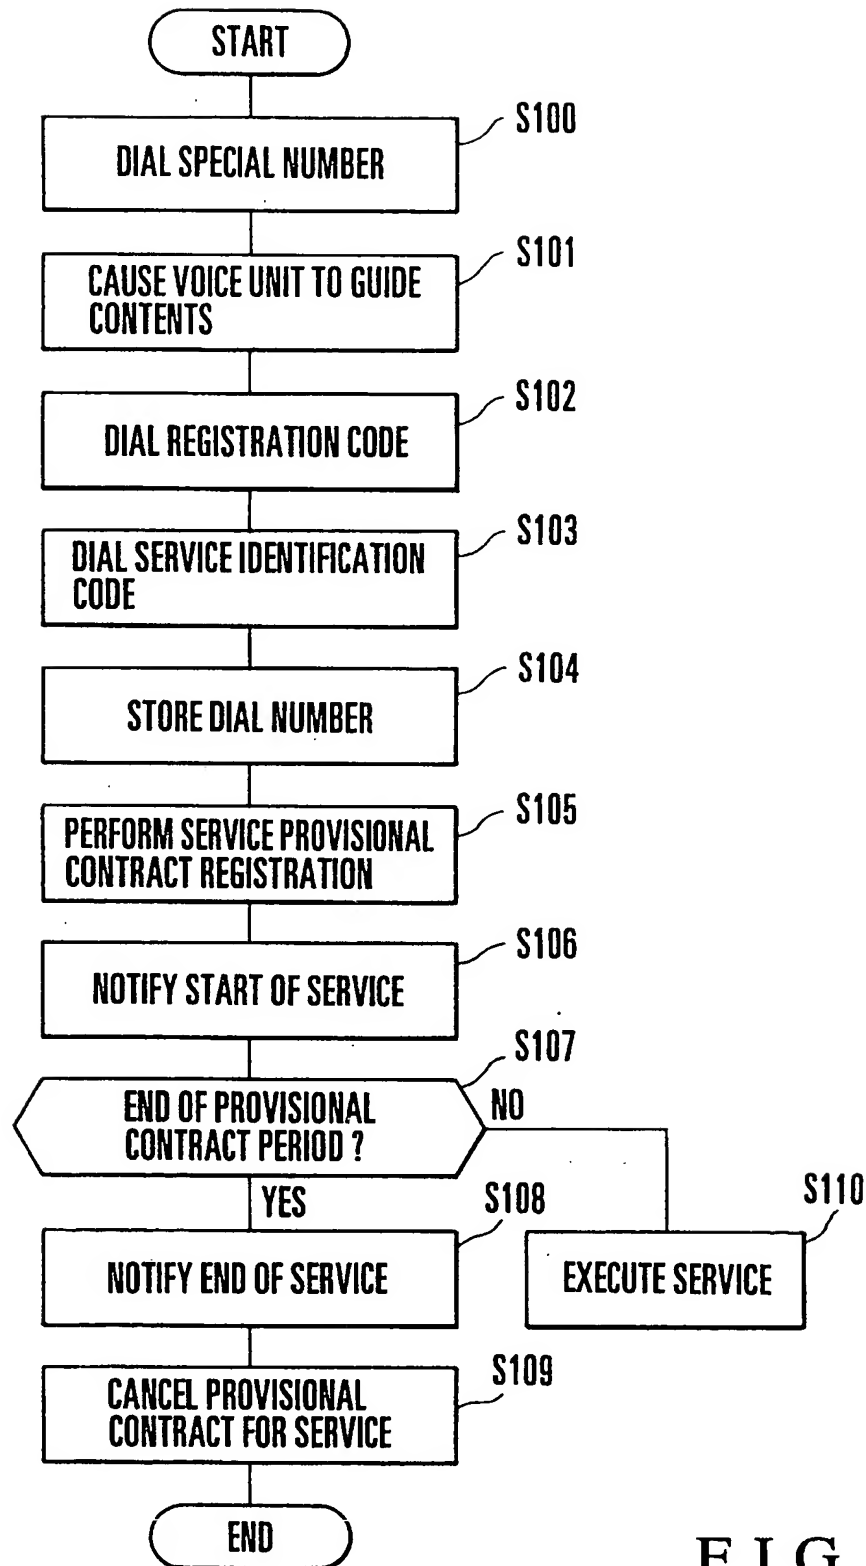 START
S100
DIAL SPECIAL NUMBER
S101
CAUSE VOICE UNIT TO GUIDE
CONTENTS
S102
DIAL REGISTRATION CODE
S103
DIAL SERVICE IDENTIFICATION
CODE
S104
STORE DIAL NUMBER
S105
PERFORM SERVICE PROVISIONAL
CONTRACT REGISTRATION
S106
NOTIFY START OF SERVICE
S107
END OF PROVISIONAL
CONTRACT PERIOD ?
NO
YES
S108
NOTIFY END OF SERVICE
S110
EXECUTE SERVICE
S109
CANCEL PROVISIONAL
CONTRACT FOR SERVICE
END
FIG